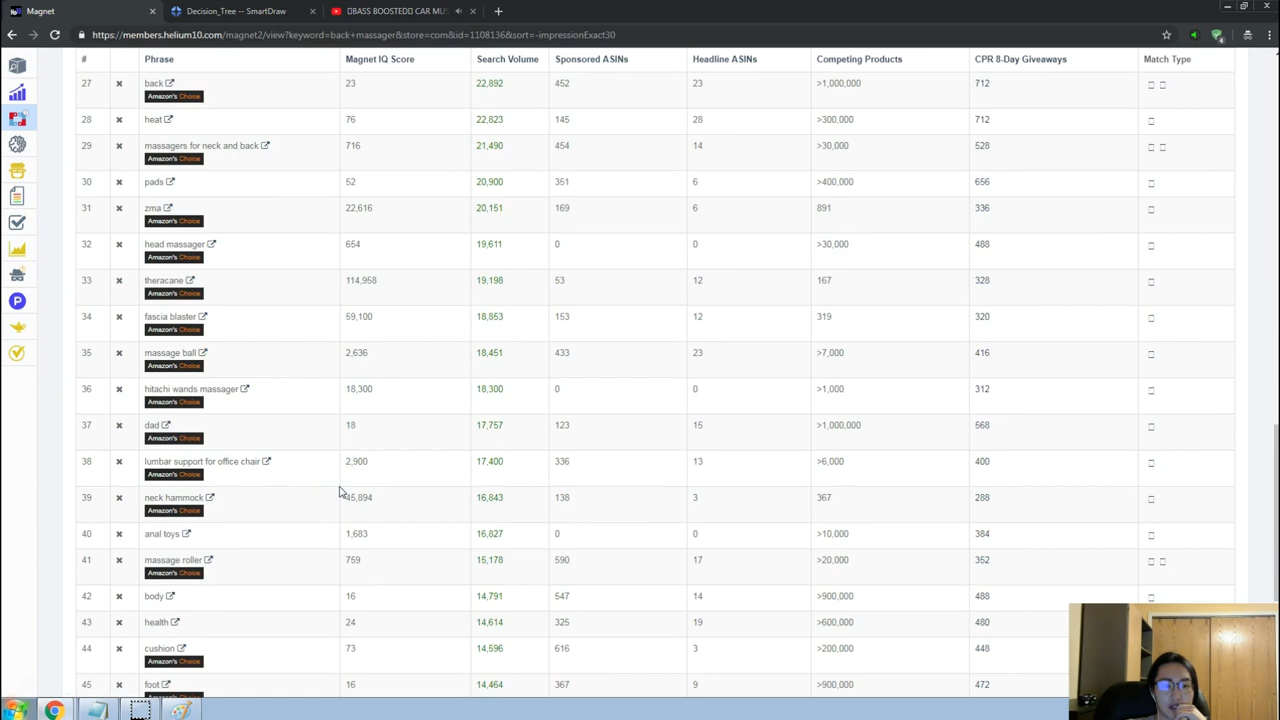 Magnet
Decision_Tree -- SmartDraw
BASS BOOSTED CAR MUS
https://members.helium10.com/magnet2/view?keyword=back+massager&store=com&id=1108136&sort=-impressionExact30
# Phrase Magnet IQ Score Search Volume Sponsored ASINs Headline ASINs Competing Products CPR 8-Day Giveaways Match Type
27 back 23 22,892 452 23 >1,000,000 712
Amazon's Choice
28 heat 76 22,823 145 28 >300,000 712
29 massagers for neck and back 716 21,490 454 14 >30,000 528
Amazon's Choice
30 pads 52 20,900 351 6 >400,000 656
31 zma 22,616 20,151 169 6 891 336
Amazon's Choice
32 head massager 654 19,611 0 0 >30,000 488
Amazon's Choice
33 theracane 114,958 19,198 53 12 167 328
Amazon's Choice
34 fascia blaster 59,100 18,853 153 12 319 320
Amazon's Choice
35 massage ball 2,636 18,451 433 23 >7,000 416
Amazon's Choice
36 hitachi wands massager 18,300 18,300 0 0 >1,000 312
Amazon's Choice
37 dad 18 17,757 123 15 >1,000,000 568
Amazon's Choice
38 lumbar support for office chair 2,900 17,400 336 13 >6,000 400
Amazon's Choice
39 neck hammock 5,894 16,843 138 3 367 288
Amazon's Choice
40 anal toys 1,683 16,827 0 0 >10,000 384
41 massage roller 759 15,178 590 17 >20,000 352
Amazon's Choice
42 body 16 14,791 547 14 >900,000 488
43 health 24 14,614 325 19 >600,000 480
44 cushion 73 14,596 616 3 >200,000 448
Amazon's Choice
45 foot 16 14,464 367 9 >900,000 472
Amazon's Choice